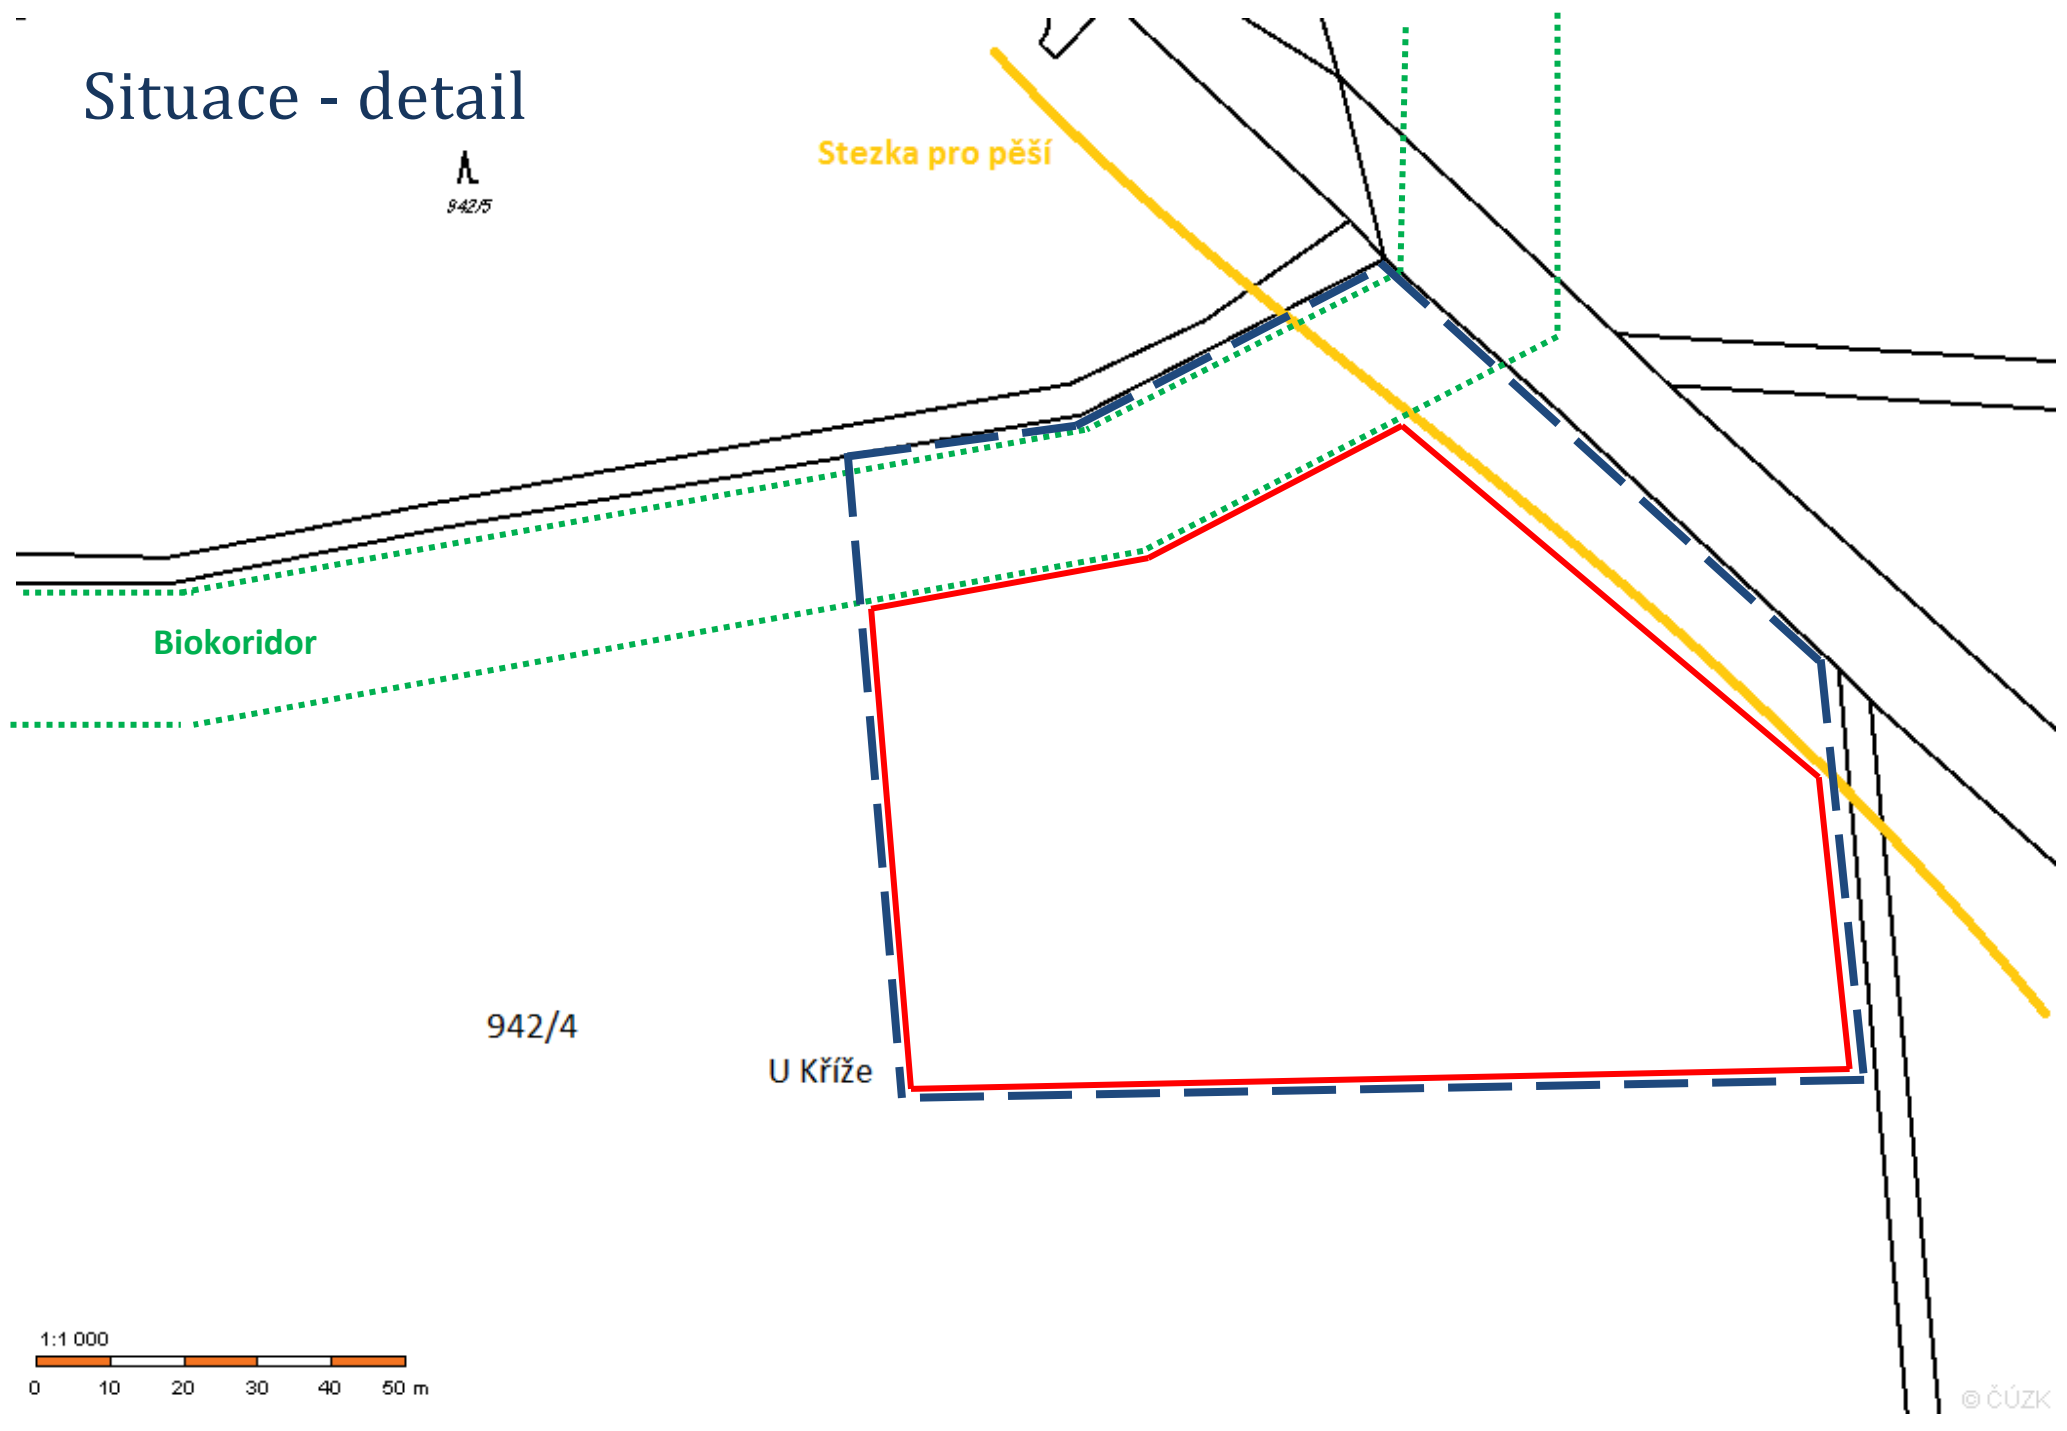 Situace - detail
Stezka pro pěší
942/5
Biokoridor
942/4
U Kříže
1:1 000
0 10 20 30 40 50 m
© ČÚZK